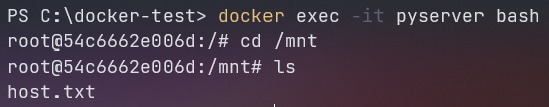 PS C:\docker-test> docker exec -it pyserver bash
root@54c6662e006d:/# cd /mnt
root@54c6662e006d:/mnt# ls
host.txt